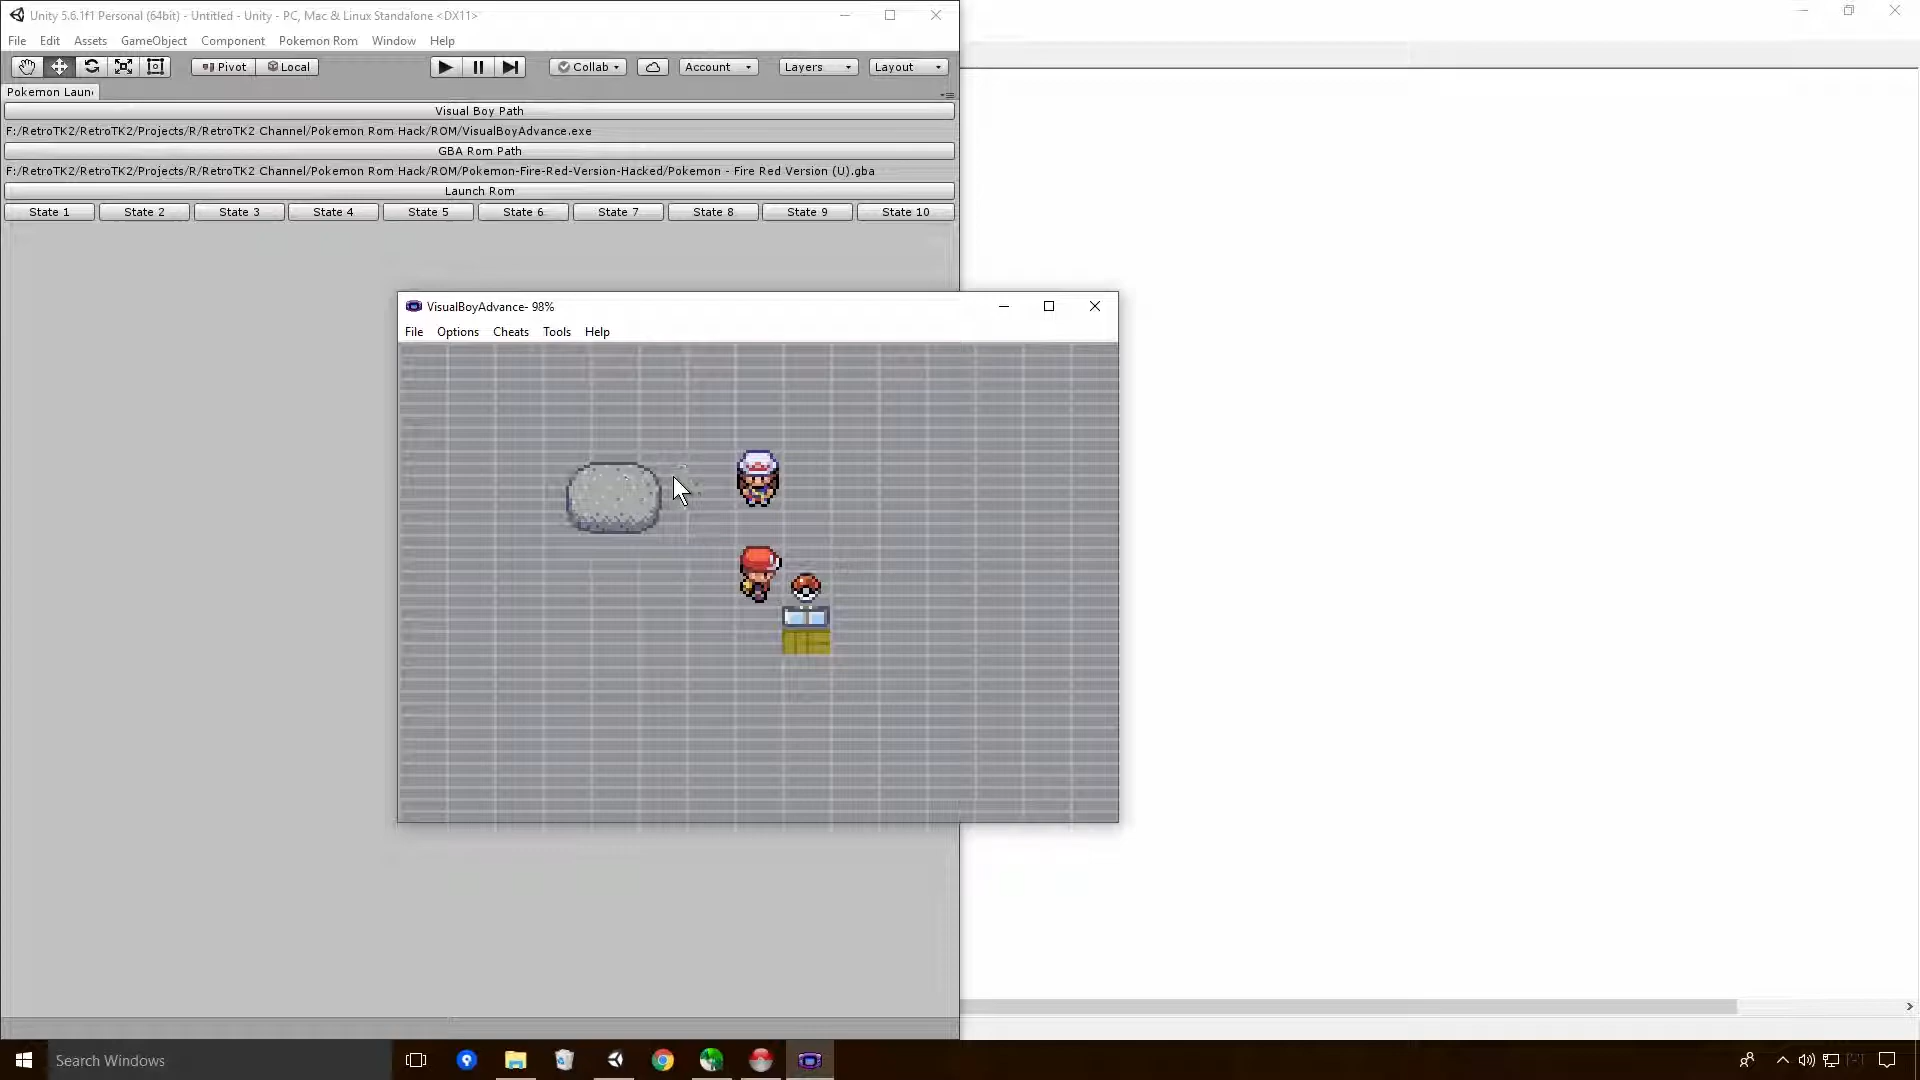 Unity 5.6.1f1 Personal (64bit) - Untitled - Unity - PC, Mac & Linux Standalone <DX11>
File Edit Assets GameObject Component Pokemon Rom Window Help
Pivot Local Collab Account Layers Layout
Pokemon Laun
Visual Boy Path
F:/RetroTK2/RetroTK2/Projects/R/RetroTK2 Channel/Pokemon Rom Hack/ROM/VisualBoyAdvance.exe
GBA Rom Path
F:/RetroTK2/RetroTK2/Projects/R/RetroTK2 Channel/Pokemon Rom Hack/ROM/Pokemon-Fire-Red-Version-Hacked/Pokemon - Fire Red Version (U).gba
Launch Rom
State 1 State 2 State 3 State 4 State 5 State 6 State 7 State 8 State 9 State 10
VisualBoyAdvance- 98%
File Options Cheats Tools Help
Search Windows